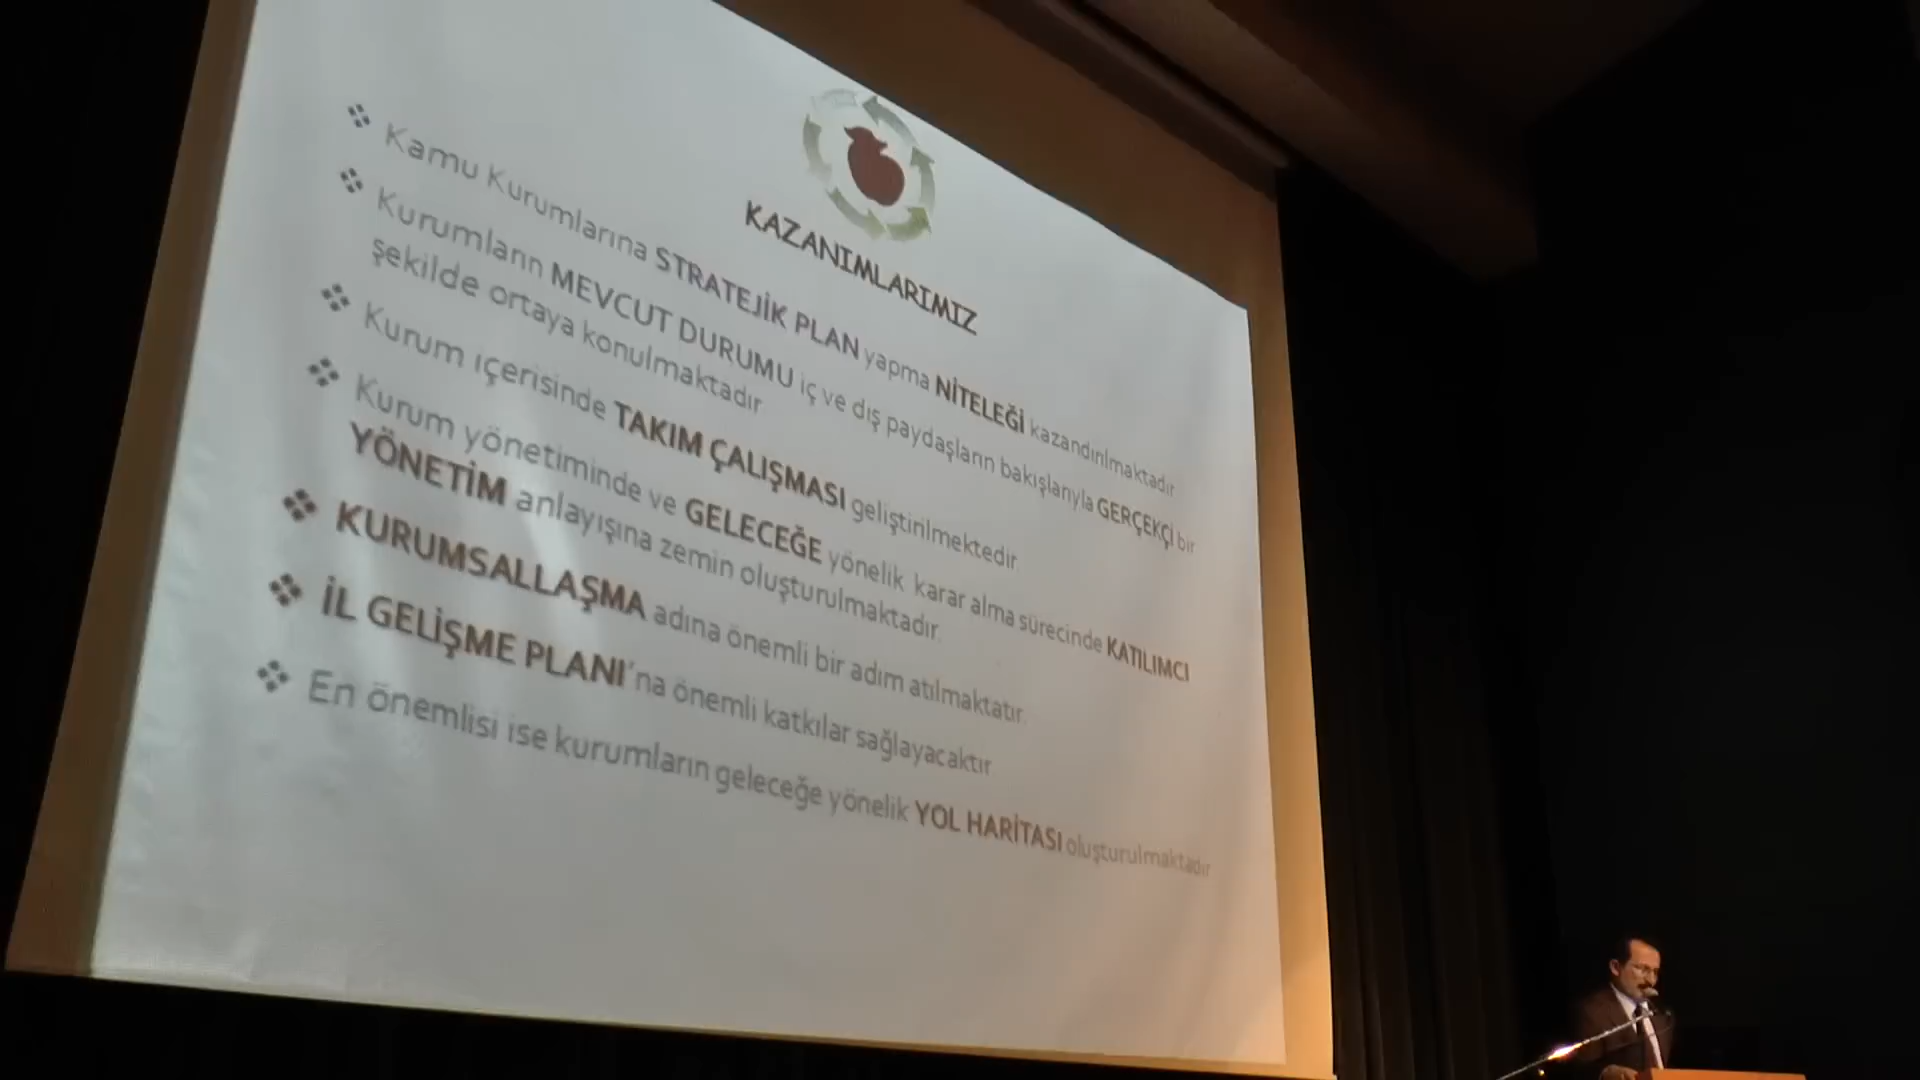 KAZANIMLARIMIZ
Kamu Kurumlarına STRATEJİK PLAN yapma NİTELEĞİ kazandırılmaktadır
Kurumların MEVCUT DURUMU iç ve dış paydaşların bakışlarıyla GERÇEKÇİ bir
şekilde ortaya konulmaktadır
Kurum içerisinde TAKIM ÇALIŞMASI geliştirilmektedir.
Kurum yönetiminde ve GELECEĞE yönelik karar alma sürecinde KATILIMCI
YÖNETİM anlayışına zemin oluşturulmaktadır.
KURUMSALLAŞMA adına önemli bir adım atılmaktatır.
İL GELİŞME PLANI'na önemli katkılar sağlayacaktır
En önemlisi ise kurumların geleceğe yönelik YOL HARİTASI oluşturulmaktadır